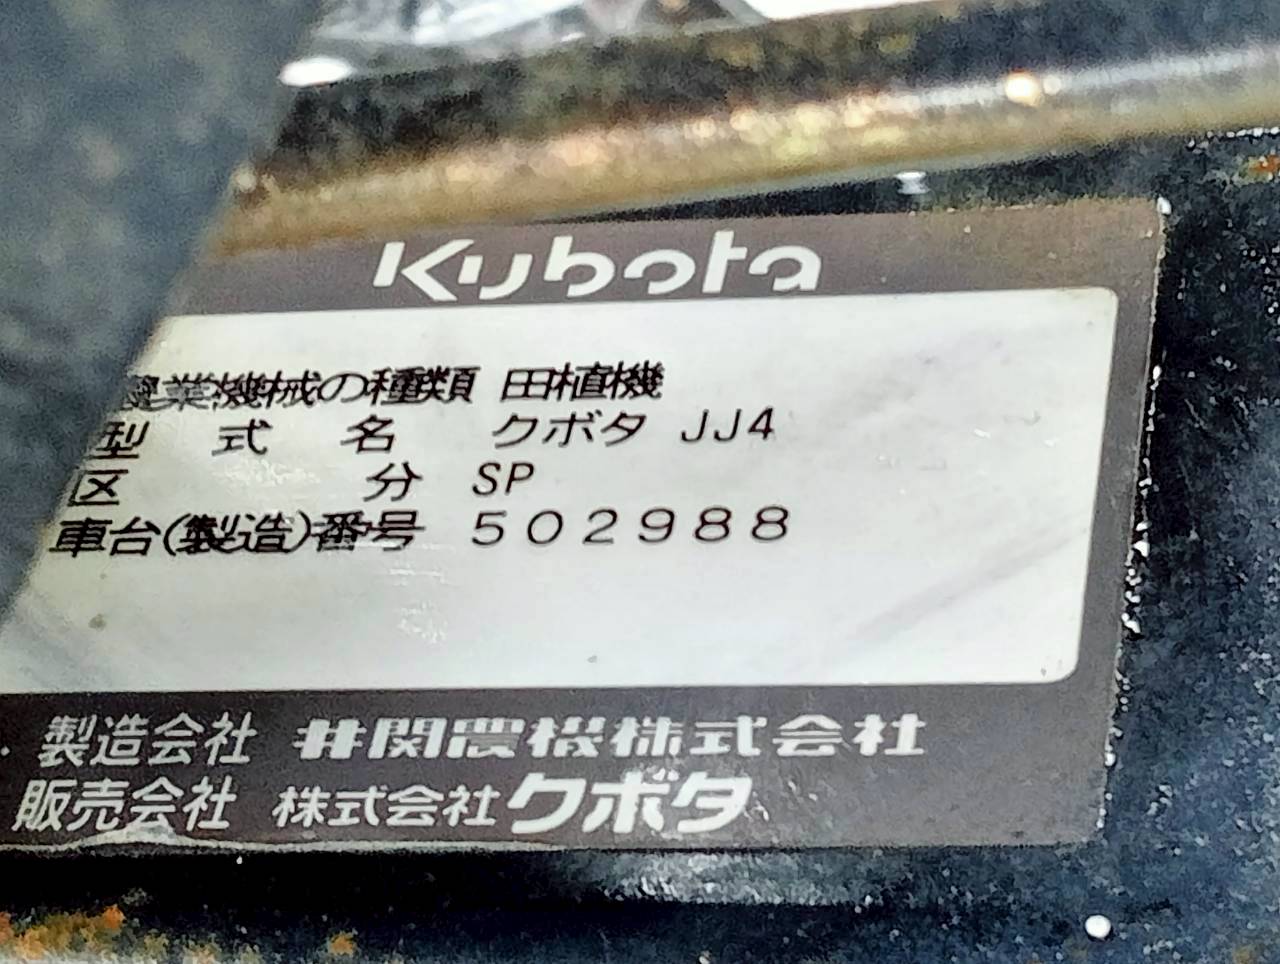 Kubota
農業機械の種類 田植機
型式名 クボタ JJ4
区分 SP
車台(製造)番号 502988
製造会社 井関農機株式会社
販売会社 株式会社クボタ